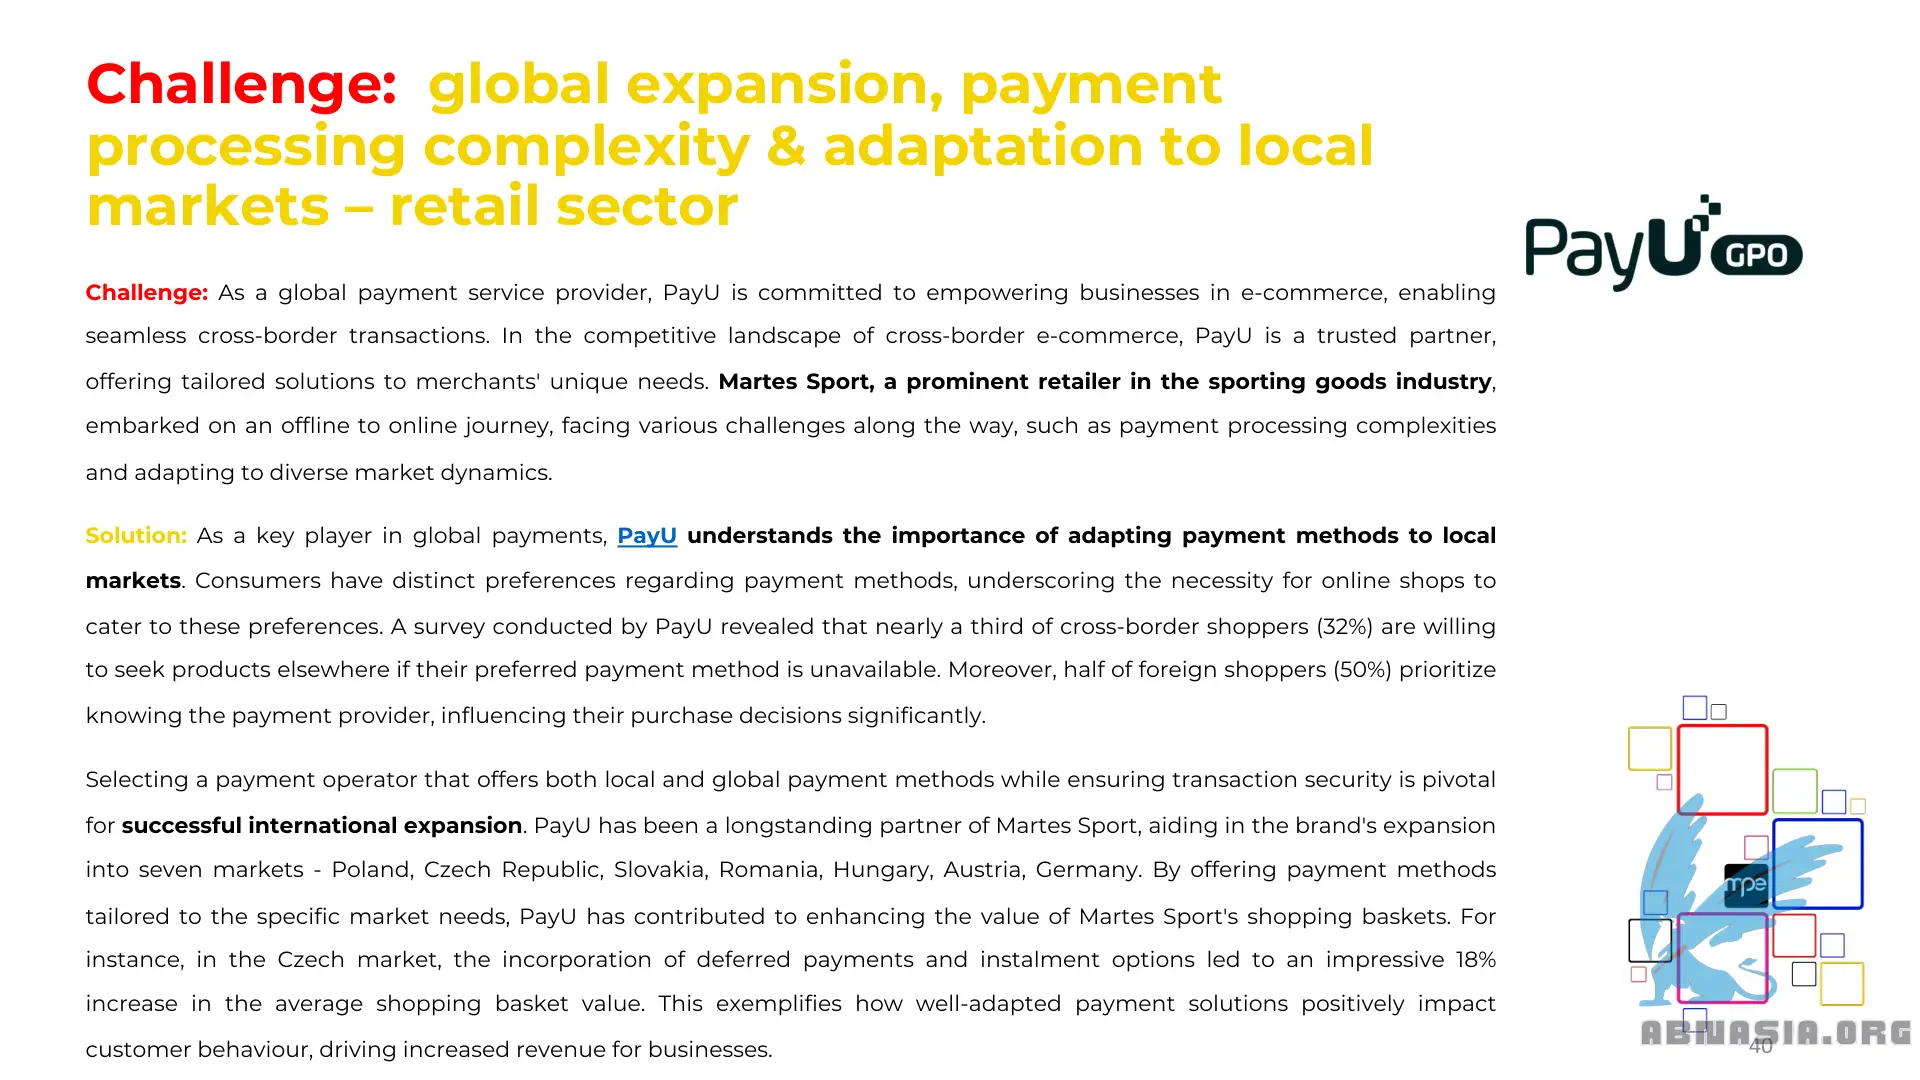 Challenge: global expansion, payment
processing complexity & adaptation to local
markets – retail sector
PayU GPO
Challenge: As a global payment service provider, PayU is committed to empowering businesses in e-commerce, enabling
seamless cross-border transactions. In the competitive landscape of cross-border e-commerce, PayU is a trusted partner,
offering tailored solutions to merchants' unique needs. Martes Sport, a prominent retailer in the sporting goods industry,
embarked on an offline to online journey, facing various challenges along the way, such as payment processing complexities
and adapting to diverse market dynamics.
Solution: As a key player in global payments, PayU understands the importance of adapting payment methods to local
markets. Consumers have distinct preferences regarding payment methods, underscoring the necessity for online shops to
cater to these preferences. A survey conducted by PayU revealed that nearly a third of cross-border shoppers (32%) are willing
to seek products elsewhere if their preferred payment method is unavailable. Moreover, half of foreign shoppers (50%) prioritize
knowing the payment provider, influencing their purchase decisions significantly.
Selecting a payment operator that offers both local and global payment methods while ensuring transaction security is pivotal
for successful international expansion. PayU has been a longstanding partner of Martes Sport, aiding in the brand's expansion
into seven markets - Poland, Czech Republic, Slovakia, Romania, Hungary, Austria, Germany. By offering payment methods
tailored to the specific market needs, PayU has contributed to enhancing the value of Martes Sport's shopping baskets. For
instance, in the Czech market, the incorporation of deferred payments and instalment options led to an impressive 18%
increase in the average shopping basket value. This exemplifies how well-adapted payment solutions positively impact
customer behaviour, driving increased revenue for businesses.
mpe
ABIWASIA.ORG
40